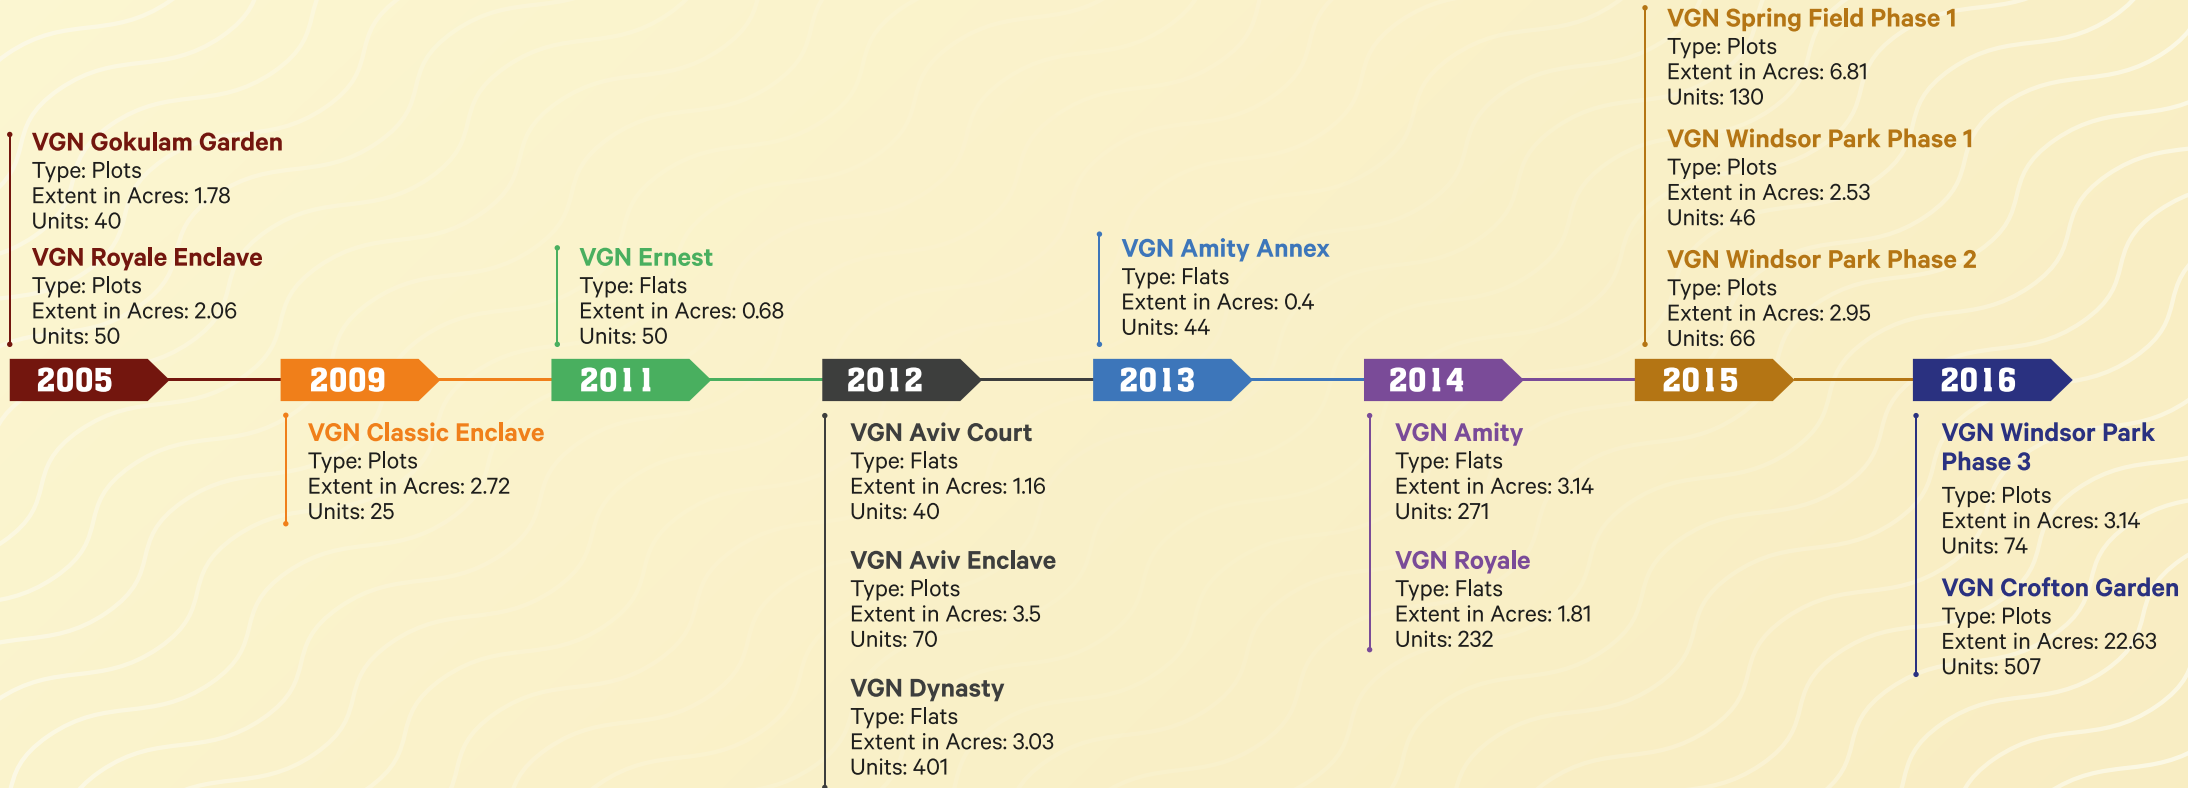 VGN Gokulam Garden
Type: Plots
Extent in Acres: 1.78
Units: 40
VGN Royale Enclave
Type: Plots
Extent in Acres: 2.06
Units: 50
2005
2009
VGN Classic Enclave
Type: Plots
Extent in Acres: 2.72
Units: 25
VGN Ernest
Type: Flats
Extent in Acres: 0.68
Units: 50
2011
2012
VGN Aviv Court
Type: Flats
Extent in Acres: 1.16
Units: 40
VGN Aviv Enclave
Type: Plots
Extent in Acres: 3.5
Units: 70
VGN Dynasty
Type: Flats
Extent in Acres: 3.03
Units: 401
VGN Amity Annex
Type: Flats
Extent in Acres: 0.4
Units: 44
2013
2014
VGN Amity
Type: Flats
Extent in Acres: 3.14
Units: 271
VGN Royale
Type: Flats
Extent in Acres: 1.81
Units: 232
VGN Spring Field Phase 1
Type: Plots
Extent in Acres: 6.81
Units: 130
VGN Windsor Park Phase 1
Type: Plots
Extent in Acres: 2.53
Units: 46
VGN Windsor Park Phase 2
Type: Plots
Extent in Acres: 2.95
Units: 66
2015
2016
VGN Windsor Park
Phase 3
Type: Plots
Extent in Acres: 3.14
Units: 74
VGN Crofton Garden
Type: Plots
Extent in Acres: 22.63
Units: 507